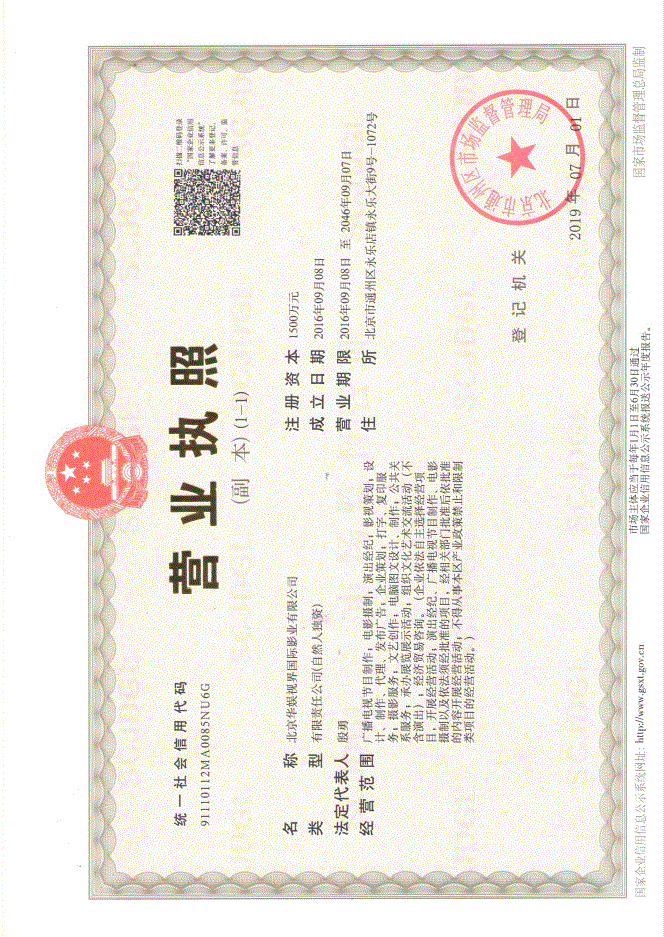 统一社会信用代码
91110112MA0085NU6G
营业执照
(副 本)(1-1)
扫描二维码登录
“国家企业信用
信息公示系统”
了解更多登记、
备案、许可、监
管信息
名 称 北京华娱视界国际影业有限公司
类 型 有限责任公司(自然人独资)
法定代表人 殷勇
经营范围 广播电视节目制作；电影摄制；演出经纪；影视策划；设
计、制作、代理、发布广告；企业策划；打字、复印服
务；摄影服务；文艺创作；电脑图文设计、制作；公共关
系服务；承办展览展示活动；组织文化艺术交流活动（不
含演出）；经济贸易咨询。（企业依法自主选择经营项
目，开展经营活动；演出经纪、广播电视节目制作、电影
摄制以及依法须经批准的项目，经相关部门批准后依批准
的内容开展经营活动；不得从事本区产业政策禁止和限制
类项目的经营活动。）
注册资本 1500万元
成立日期 2016年09月08日
营业期限 2016年09月08日 至 2046年09月07日
住 所 北京市通州区永乐店镇永乐大街9号-1072号
登记机关
北京市通州区市场监督管理局
2019 年 07 月 01 日
国家企业信用信息公示系统网址: http://www.gsxt.gov.cn
市场主体应当于每年1月1日至6月30日通过
国家企业信用信息公示系统报送公示年度报告。
国家市场监督管理总局监制